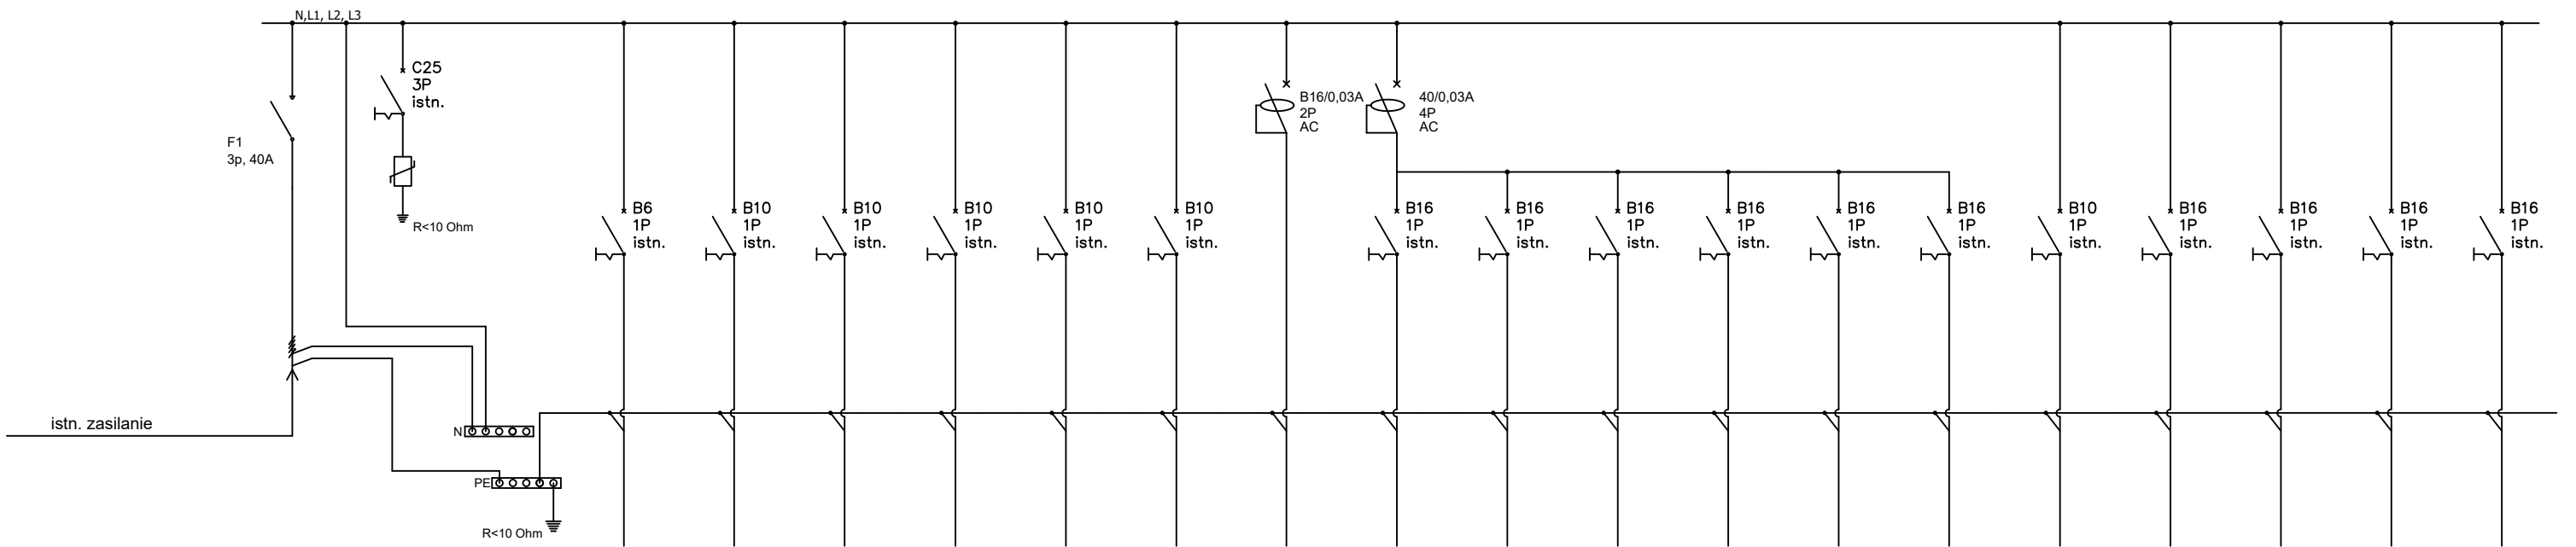 N,L1, L2, L3
C25
3P
istn.
F1
3p, 40A
R<10 Ohm
B6
1P
istn.
B10
1P
istn.
B10
1P
istn.
B10
1P
istn.
B10
1P
istn.
B10
1P
istn.
B16/0,03A
2P
AC
40/0,03A
4P
AC
B16
1P
istn.
B16
1P
istn.
B16
1P
istn.
B16
1P
istn.
B16
1P
istn.
B16
1P
istn.
B10
1P
istn.
B16
1P
istn.
B16
1P
istn.
B16
1P
istn.
B16
1P
istn.
istn. zasilanie
N
PE
R<10 Ohm